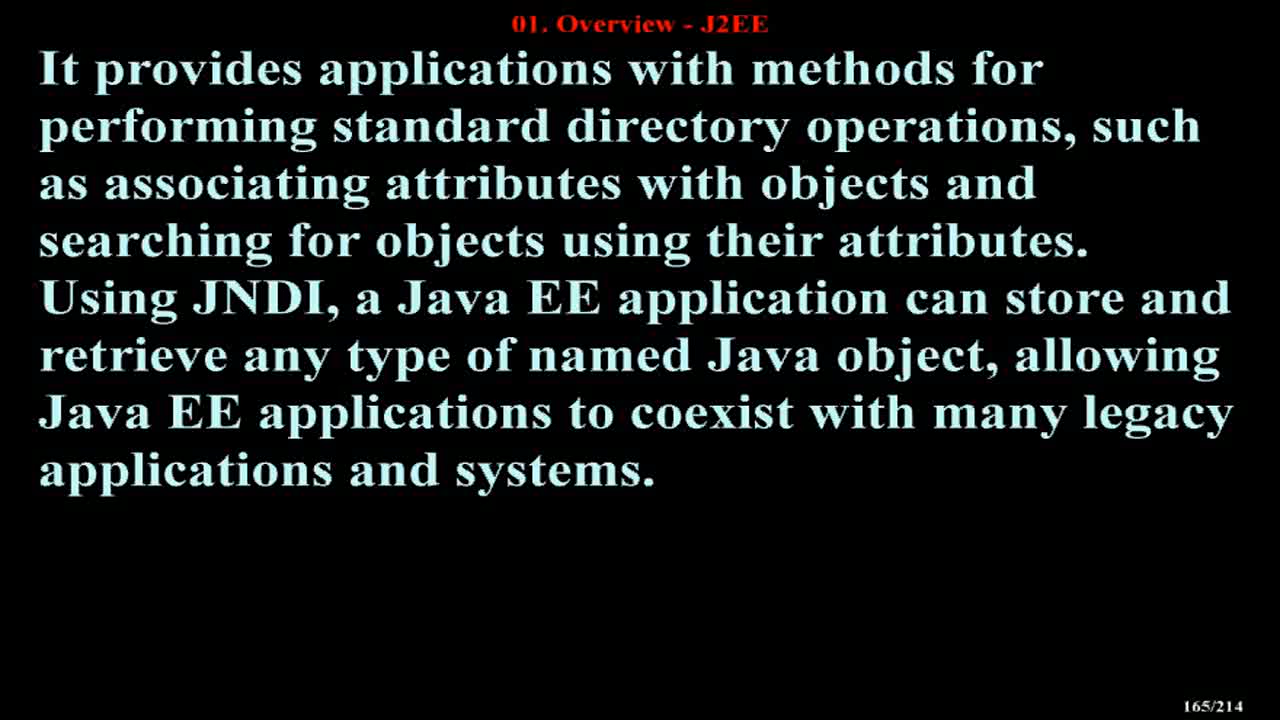 01. Overview - J2EE
It provides applications with methods for
performing standard directory operations, such
as associating attributes with objects and
searching for objects using their attributes.
Using JNDI, a Java EE application can store and
retrieve any type of named Java object, allowing
Java EE applications to coexist with many legacy
applications and systems.
165/214